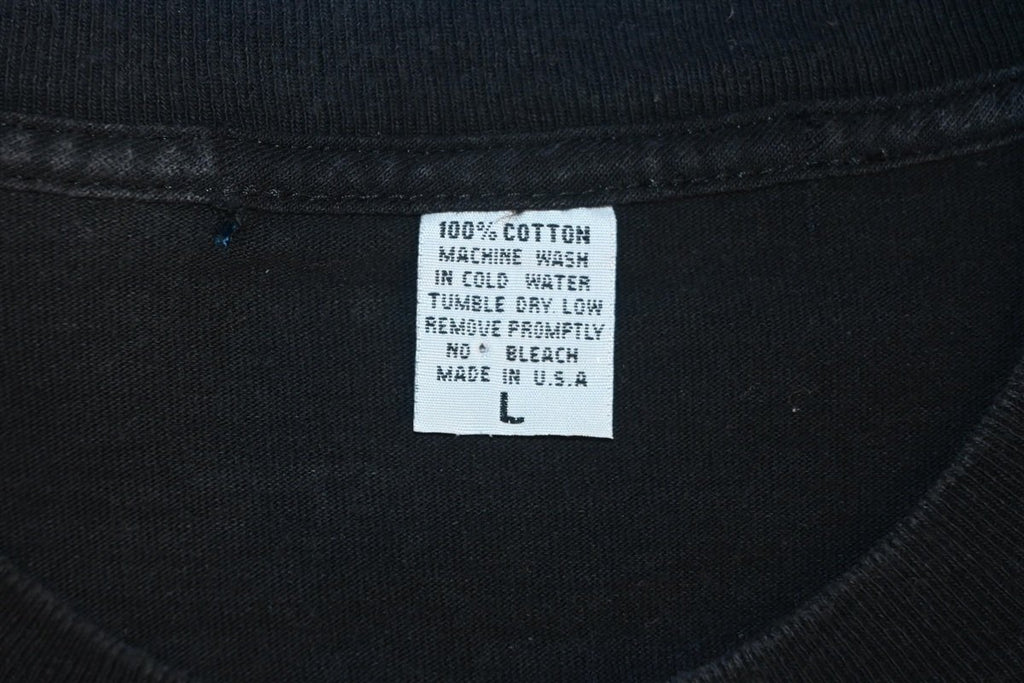 100% COTTON
MACHINE WASH
IN COLD WATER
TUMBLE DRY. LOW
REMOVE PROMPTLY
NO BLEACH
MADE IN U.S.A
L